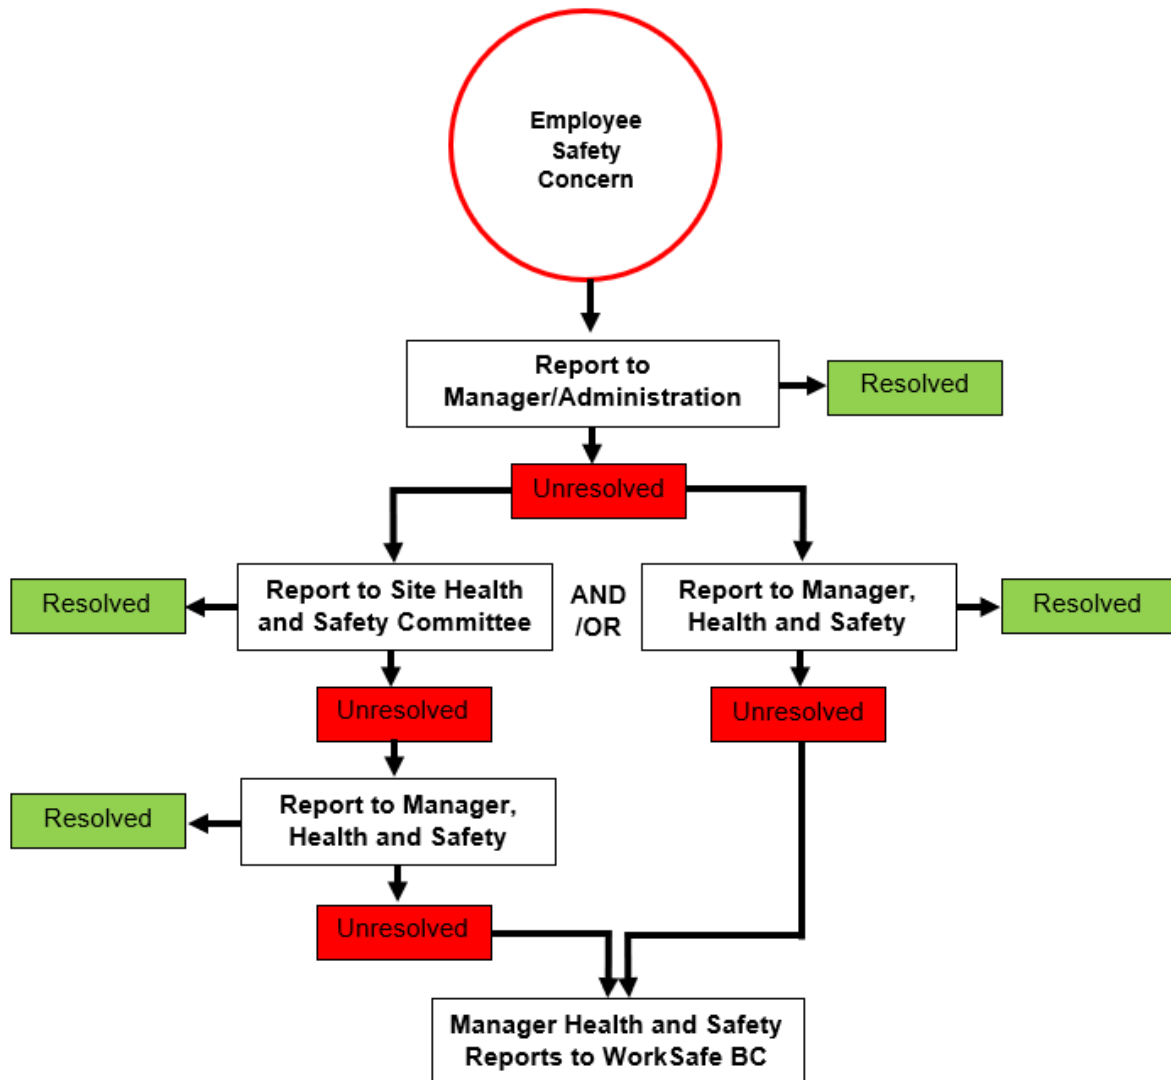 Employee
Safety
Concern
Report to
Manager/Administration
Resolved
Unresolved
Resolved
Report to Site Health
and Safety Committee
AND
/OR
Report to Manager,
Health and Safety
Resolved
Unresolved
Unresolved
Resolved
Report to Manager,
Health and Safety
Unresolved
Manager Health and Safety
Reports to WorkSafe BC